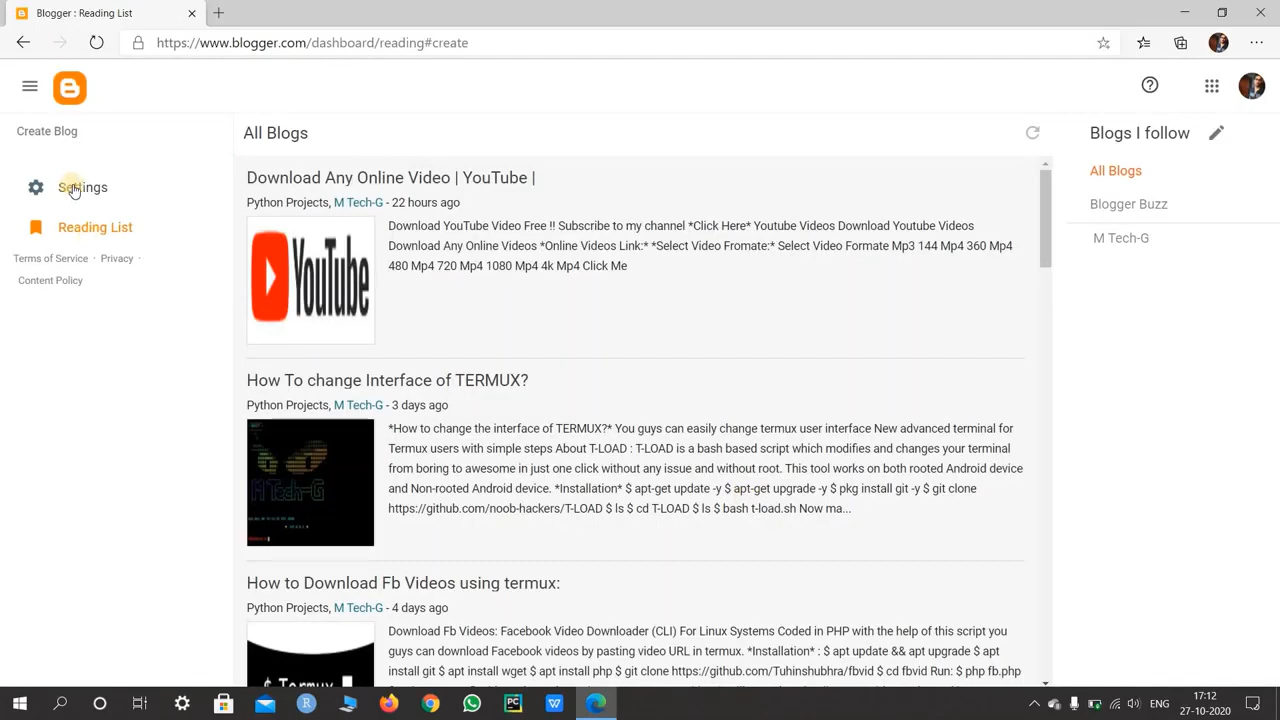 Blogger : Reading List
https://www.blogger.com/dashboard/reading#create
Create Blog
Settings
Reading List
Terms of Service · Privacy ·
Content Policy
All Blogs
Download Any Online Video | YouTube |
Python Projects, M Tech-G - 22 hours ago
YouTube
Download YouTube Video Free !! Subscribe to my channel *Click Here* Youtube Videos Download Youtube Videos
Download Any Online Videos *Online Videos Link:* *Select Video Fromate:* Select Video Formate Mp3 144 Mp4 360 Mp4
480 Mp4 720 Mp4 1080 Mp4 4k Mp4 Click Me
How To change Interface of TERMUX?
Python Projects, M Tech-G - 3 days ago
M Tech-G
*How to change the interface of TERMUX?* You guys can easily change termux user interface New advanced terminal for
Termux users with simple steps About T-LOAD : T-LOAD is a bash based script which modifies and changes your terminal
from boring to awesome in just one click without any issue and without root. This tool works on both rooted Android device
and Non-rooted Android device. *Installation* $ apt-get update -y $ apt-get upgrade -y $ pkg install git -y $ git clone
https://github.com/noob-hackers/T-LOAD $ ls $ cd T-LOAD $ ls $ bash t-load.sh Now ma...
How to Download Fb Videos using termux:
Python Projects, M Tech-G - 4 days ago
$ Termux
Download Fb Videos: Facebook Video Downloader (CLI) For Linux Systems Coded in PHP with the help of this script you
guys can download Facebook videos by pasting video URL in termux. *Installation* : $ apt update && apt upgrade $ apt
install git $ apt install wget $ apt install php $ git clone https://github.com/Tuhinshubhra/fbvid $ cd fbvid Run: $ php fb.php
Blogs I follow
All Blogs
Blogger Buzz
M Tech-G
ENG
17:12
27-10-2020